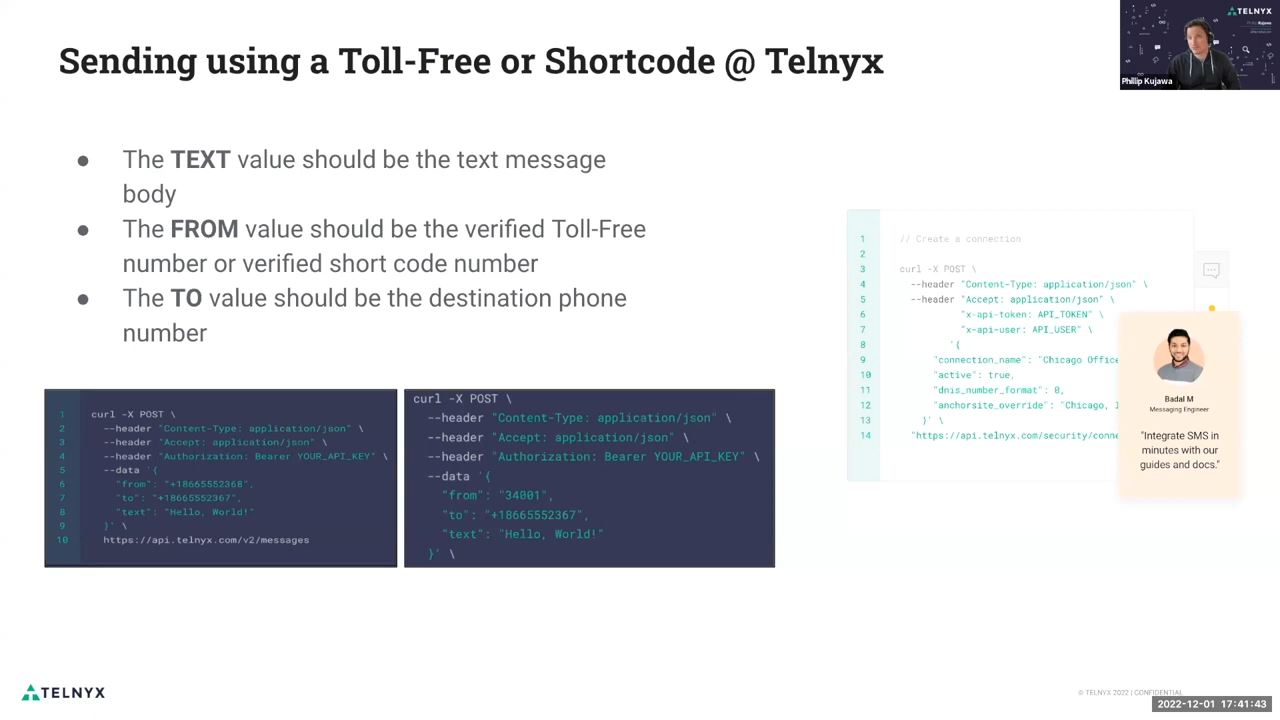 Sending using a Toll-Free or Shortcode @ Telnyx
TELNYX
Phillip Kujawa
● The TEXT value should be the text message
body
● The FROM value should be the verified Toll-Free
number or verified short code number
● The TO value should be the destination phone
number
1 curl -X POST \
2 --header "Content-Type: application/json" \
3 --header "Accept: application/json" \
4 --header "Authorization: Bearer YOUR_API_KEY" \
5 --data '{
6 "from": "+18665552368",
7 "to": "+18665552367",
8 "text": "Hello, World!"
9 }' \
10 https://api.telnyx.com/v2/messages
curl -X POST \
--header "Content-Type: application/json" \
--header "Accept: application/json" \
--header "Authorization: Bearer YOUR_API_KEY" \
--data '{
"from": "34001",
"to": "+18665552367",
"text": "Hello, World!"
}' \
1 // Create a connection
2
3 curl -X POST \
4 --header "Content-Type: application/json" \
5 --header "Accept: application/json" \
6 "x-api-token: API_TOKEN" \
7 "x-api-user: API_USER" \
8 '{
9 "connection_name": "Chicago Office
10 "active": true,
11 "dnis_number_format": 0,
12 "anchorsite_override": "Chicago,
13 }' \
14 "https://api.telnyx.com/security/conne
Badal M
Messaging Engineer
"Integrate SMS in
minutes with our
guides and docs."
TELNYX
© TELNYX 2022 | CONFIDENTIAL
2022-12-01 17:41:43